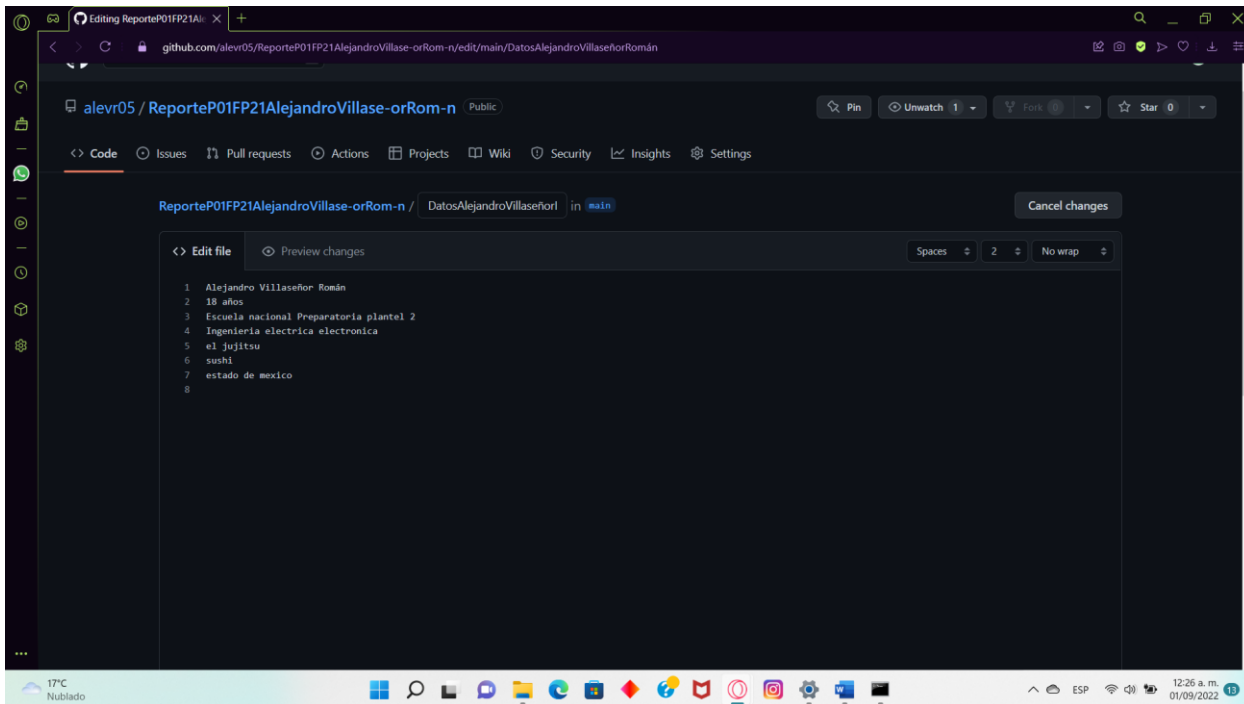 Editing ReporteP01FP21Ale
github.com/alevr05/ReporteP01FP21AlejandroVillase-orRom-n/edit/main/DatosAlejandroVillaseñorRomán
alevr05 / ReporteP01FP21AlejandroVillase-orRom-n Public
Pin Unwatch 1 Fork 0 Star 0
Code Issues Pull requests Actions Projects Wiki Security Insights Settings
ReporteP01FP21AlejandroVillase-orRom-n / DatosAlejandroVillaseñorI in main Cancel changes
<> Edit file Preview changes Spaces 2 No wrap
1 Alejandro Villaseñor Román
2 18 años
3 Escuela nacional Preparatoria plantel 2
4 Ingenieria electrica electronica
5 el jujitsu
6 sushi
7 estado de mexico
8
17°C
Nublado
ESP
12:26 a. m.
01/09/2022
13